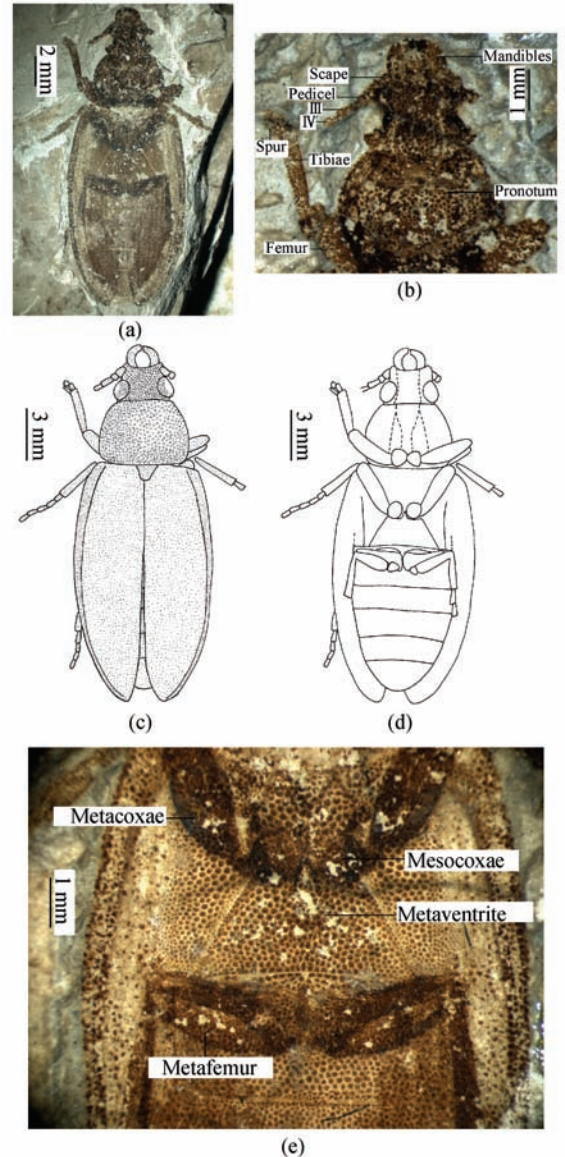 2 mm
(a)
Mandibles
Scape
Pedicel
III
IV
1 mm
Spur
Tibiae
Pronotum
Femur
(b)
3 mm
(c)
3 mm
(d)
Metacoxae
Mesocoxae
1 mm
Metaventrite
Metafemur
(e)